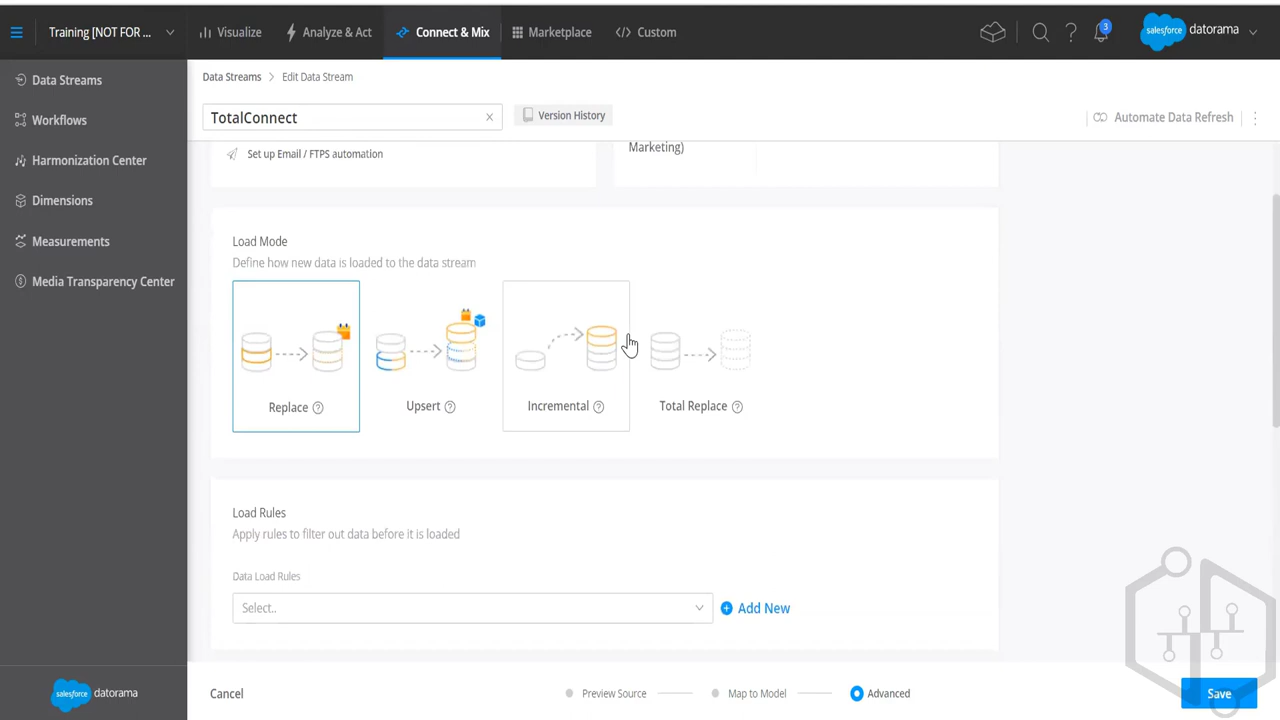 Training [NOT FOR ...
Visualize
Analyze & Act
Connect & Mix
Marketplace
Custom
3
salesforce datorama
Data Streams
Workflows
Harmonization Center
Dimensions
Measurements
Media Transparency Center
Data Streams > Edit Data Stream
TotalConnect
Version History
Automate Data Refresh
Set up Email / FTPS automation
Marketing)
Load Mode
Define how new data is loaded to the data stream
Replace
Upsert
Incremental
Total Replace
Load Rules
Apply rules to filter out data before it is loaded
Data Load Rules
Select..
Add New
salesforce datorama
Cancel
Preview Source
Map to Model
Advanced
Save